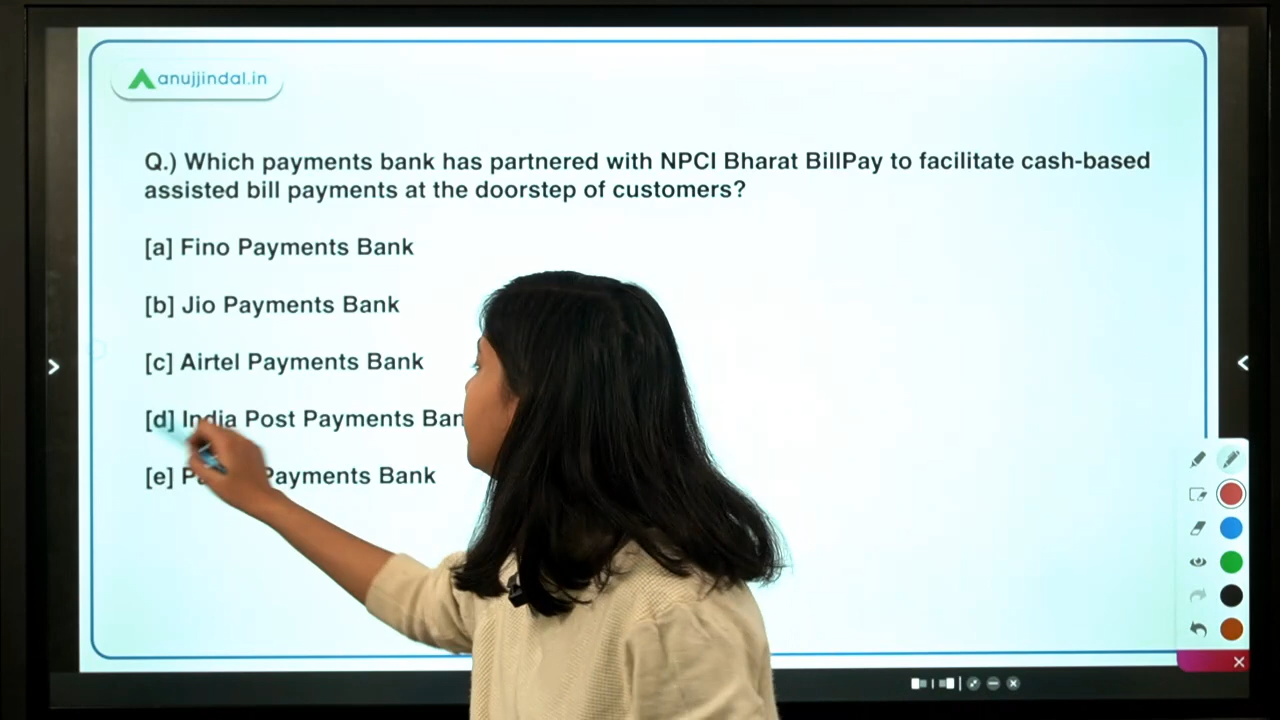 anujjindal.in
Q.) Which payments bank has partnered with NPCI Bharat BillPay to facilitate cash-based
assisted bill payments at the doorstep of customers?
[a] Fino Payments Bank
[b] Jio Payments Bank
[c] Airtel Payments Bank
[d] India Post Payments
[e] Payments Bank